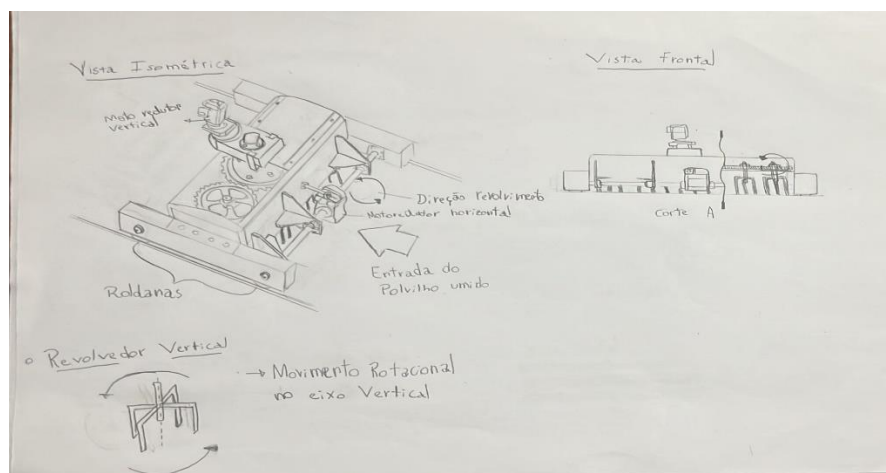 Vista Isométrica
Vista Frontal
Moto redutor
vertical
Direção revolvimento
Motoredutor horizontal
Corte A
Entrada do
Polvilho umido
Roldanas
o Revolvedor Vertical
→ Movimento Rotacional
no eixo Vertical